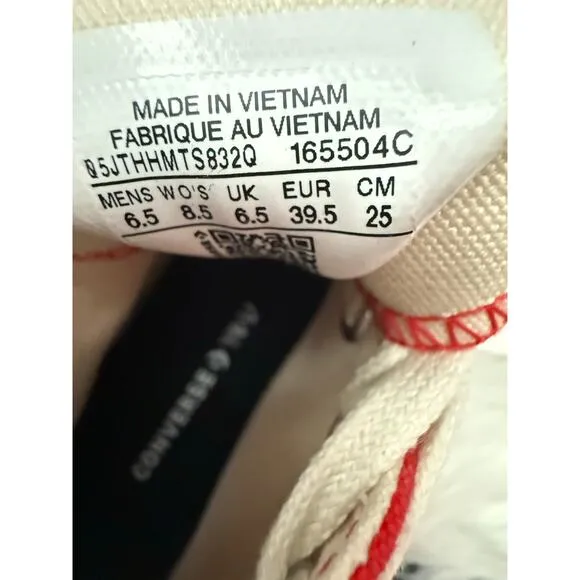 MADE IN VIETNAM
FABRIQUE AU VIETNAM
Q5JTHHMTS832Q 165504C
MENS WO'S UK EUR CM
6.5 8.5 6.5 39.5 25
CONVERSE